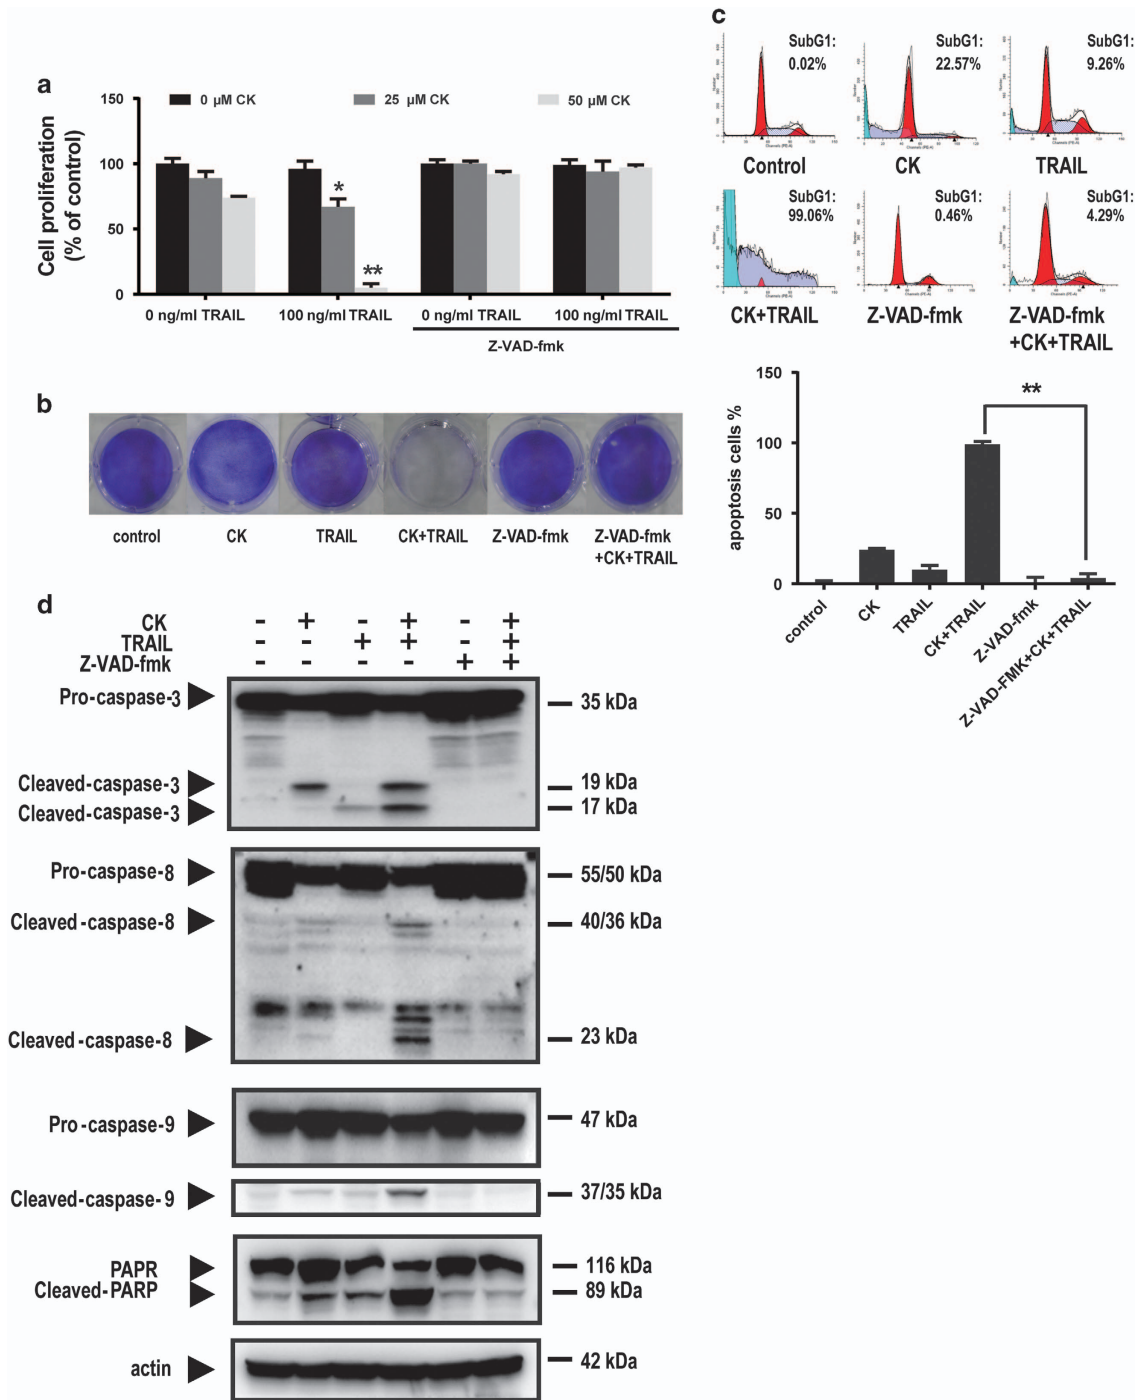 a
Cell proliferation
(% of control)
150
100
50
0
0 µM CK
25 µM CK
50 µM CK
*
**
0 ng/ml TRAIL
100 ng/ml TRAIL
0 ng/ml TRAIL
100 ng/ml TRAIL
Z-VAD-fmk
b
control
CK
TRAIL
CK+TRAIL
Z-VAD-fmk
Z-VAD-fmk
+CK+TRAIL
c
SubG1:
0.02%
SubG1:
22.57%
SubG1:
9.26%
Control
CK
TRAIL
SubG1:
99.06%
SubG1:
0.46%
SubG1:
4.29%
CK+TRAIL
Z-VAD-fmk
Z-VAD-fmk
+CK+TRAIL
apoptosis cells %
150
100
50
0
**
control
CK
TRAIL
CK+TRAIL
Z-VAD-fmk
Z-VAD-FMK+CK+TRAIL
d
CK - + - + - +
TRAIL - - + + - +
Z-VAD-fmk - - - - + +
Pro-caspase-3
35 kDa
Cleaved-caspase-3
19 kDa
Cleaved-caspase-3
17 kDa
Pro-caspase-8
55/50 kDa
Cleaved-caspase-8
40/36 kDa
Cleaved-caspase-8
23 kDa
Pro-caspase-9
47 kDa
Cleaved-caspase-9
37/35 kDa
PAPR
116 kDa
Cleaved-PARP
89 kDa
actin
42 kDa